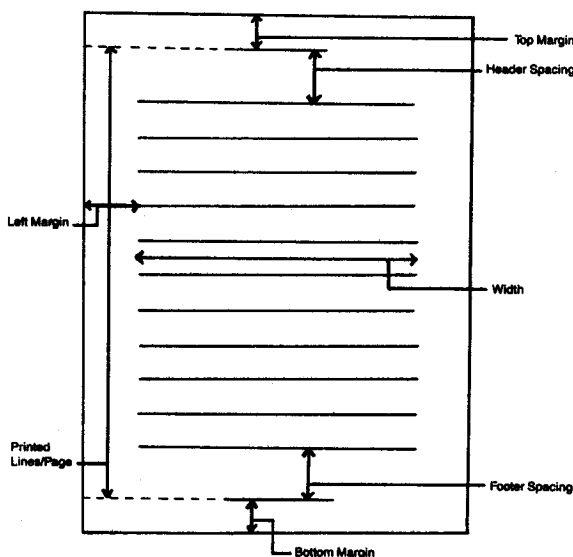 Top Margin
Header Spacing
Left Margin
Width
Printed
Lines/Page
Footer Spacing
Bottom Margin